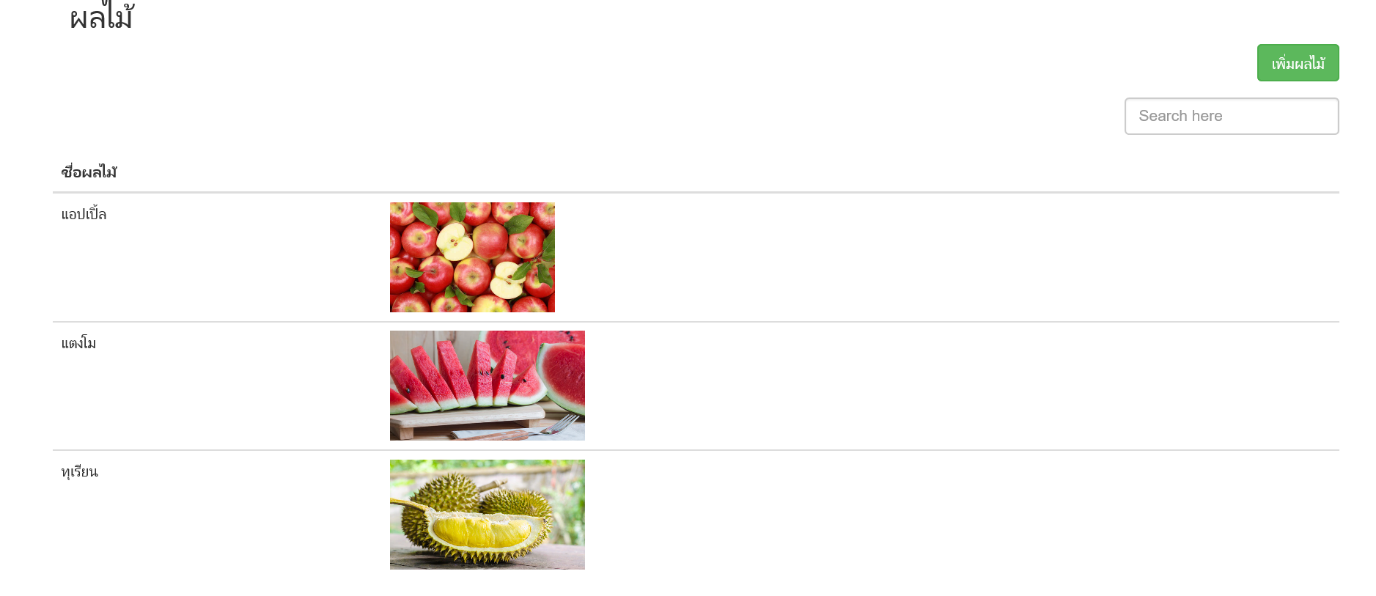 ผลไม้
เพิ่มผลไม้
Search here
ชื่อผลไม้
แอปเปิ้ล
แตงโม
ทุเรียน